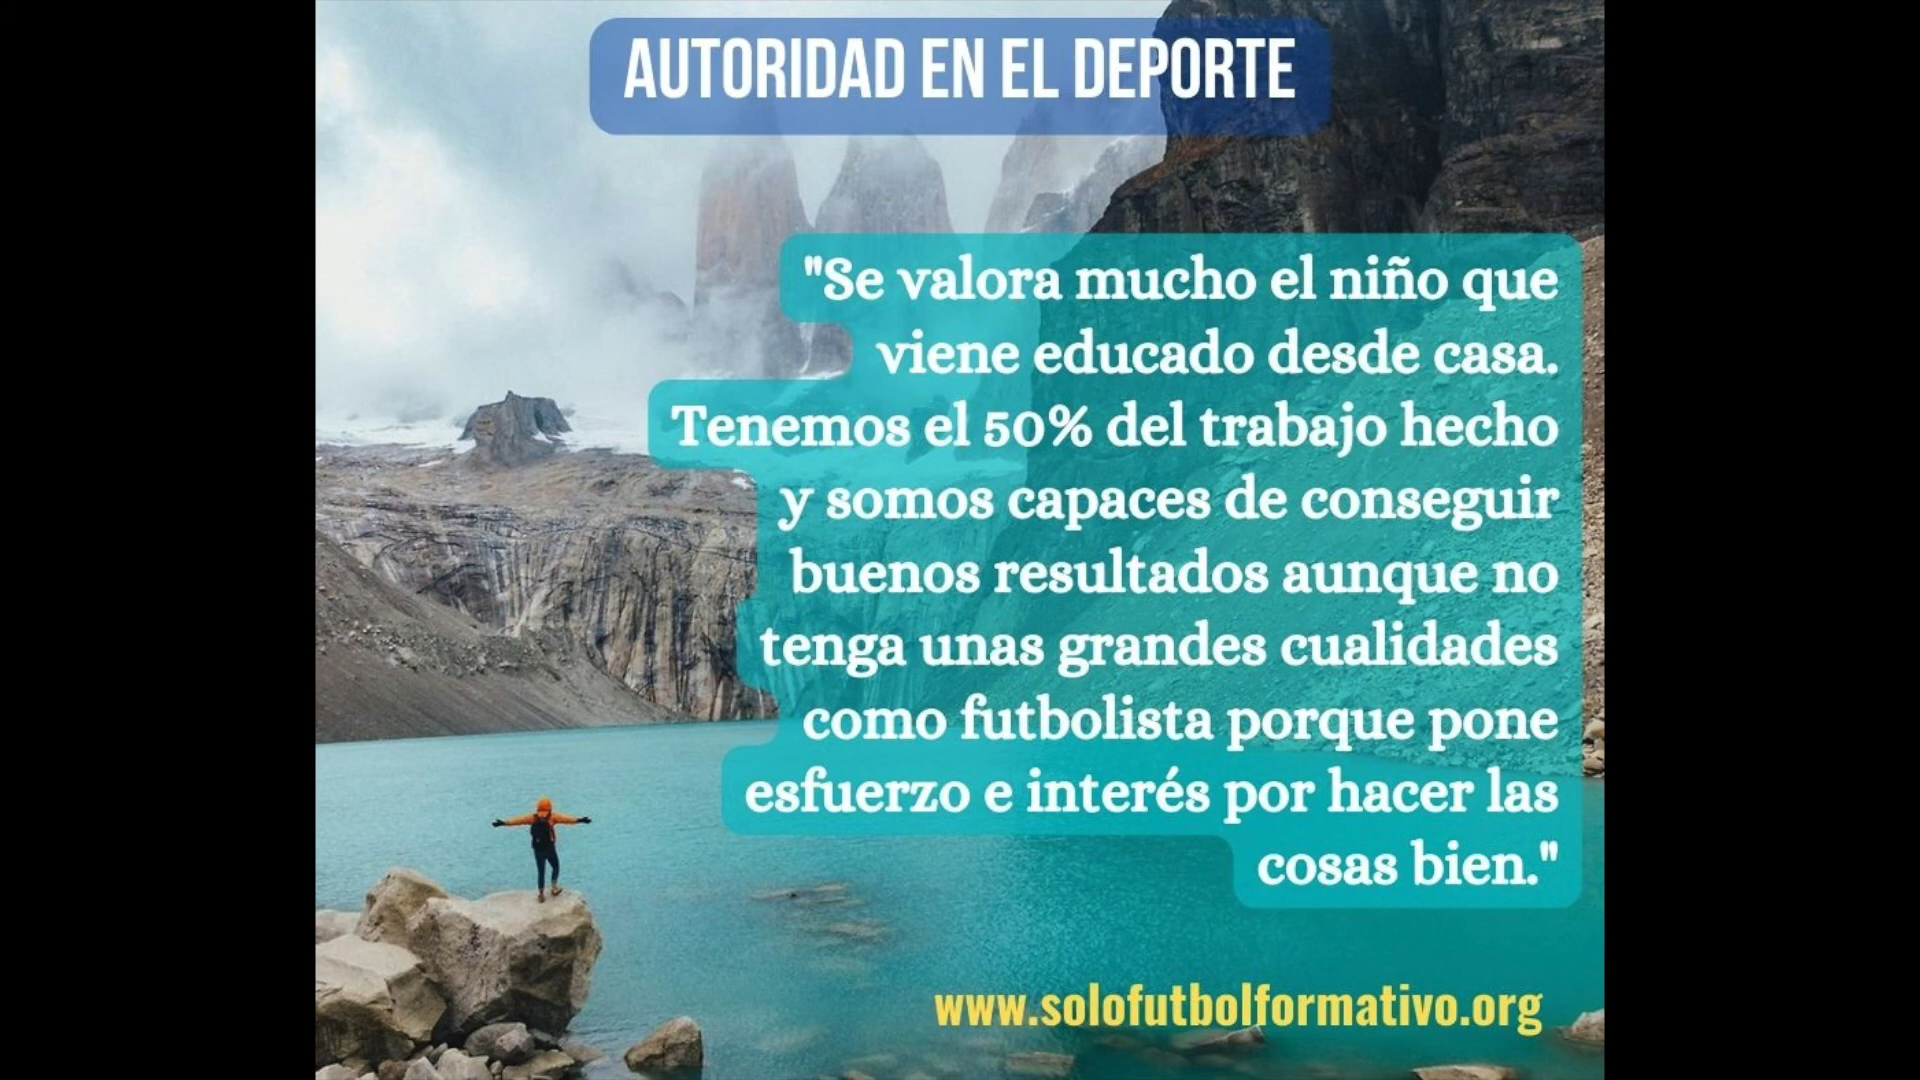 AUTORIDAD EN EL DEPORTE
"Se valora mucho el niño que
viene educado desde casa.
Tenemos el 50% del trabajo hecho
y somos capaces de conseguir
buenos resultados aunque no
tenga unas grandes cualidades
como futbolista porque pone
esfuerzo e interés por hacer las
cosas bien."
www.solofutbolformativo.org